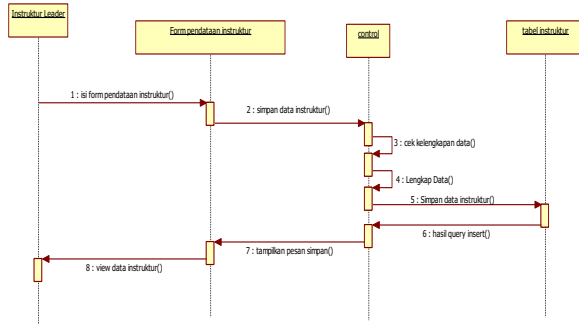 Instruktur Leader
Form pendataan instruktur
control
tabel instruktur
1 : isi form pendataan instruktur()
2 : simpan data instruktur()
3 : cek kelengkapan data()
4 : Lengkap Data()
5 : Simpan data instruktur()
6 : hasil query insert()
7 : tampilkan pesan simpan()
8 : view data instruktur()